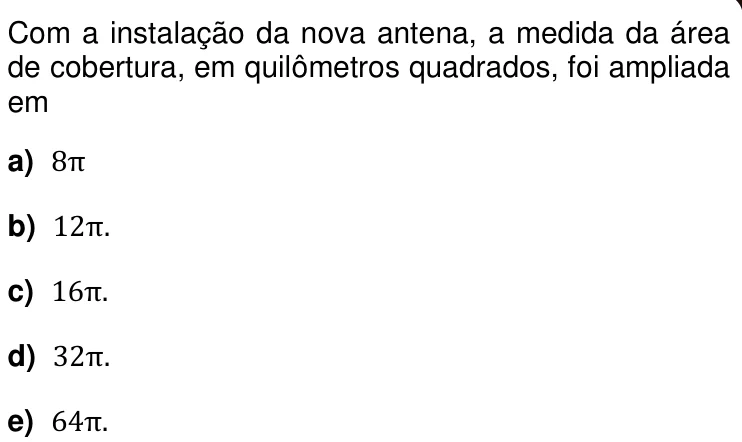 Com a instalação da nova antena, a medida da área
de cobertura, em quilômetros quadrados, foi ampliada
em
a) 8π
b) 12π.
c) 16π.
d) 32π.
e) 64π.